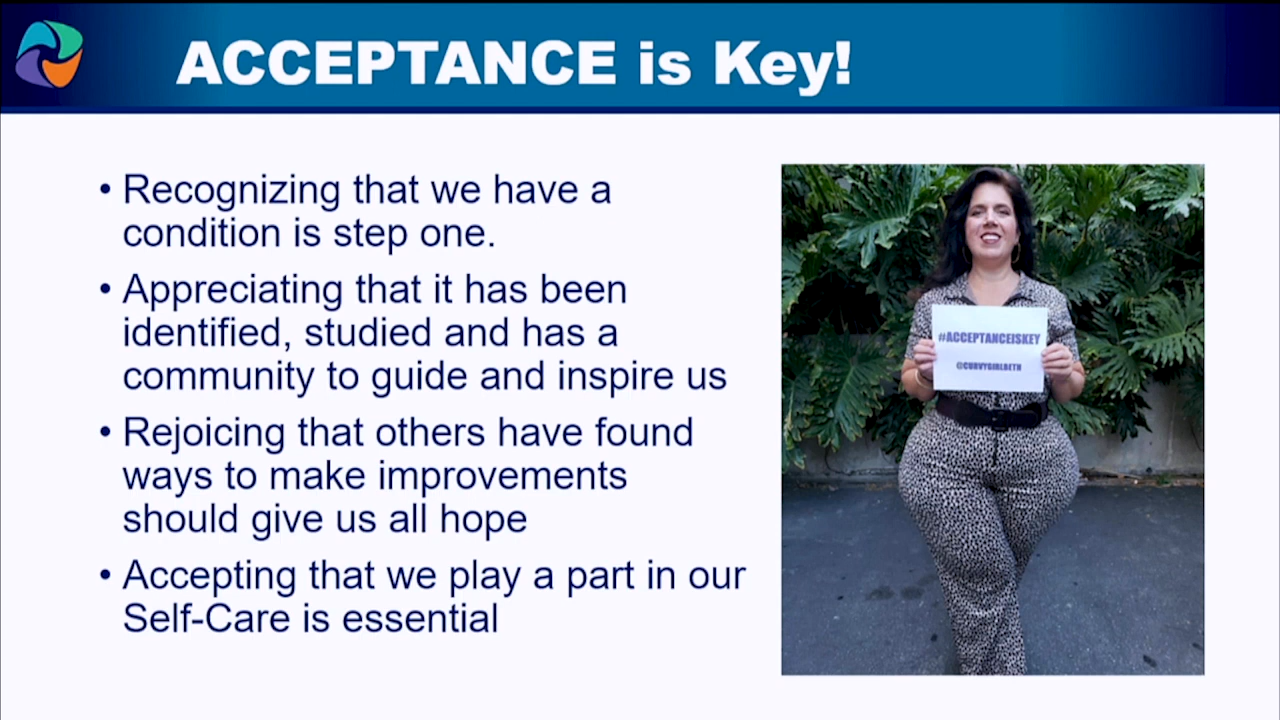 ACCEPTANCE is Key!
• Recognizing that we have a
condition is step one.
• Appreciating that it has been
identified, studied and has a
community to guide and inspire us
• Rejoicing that others have found
ways to make improvements
should give us all hope
• Accepting that we play a part in our
Self-Care is essential
#ACCEPTANCEISKEY
@CURVYGIRLBETH